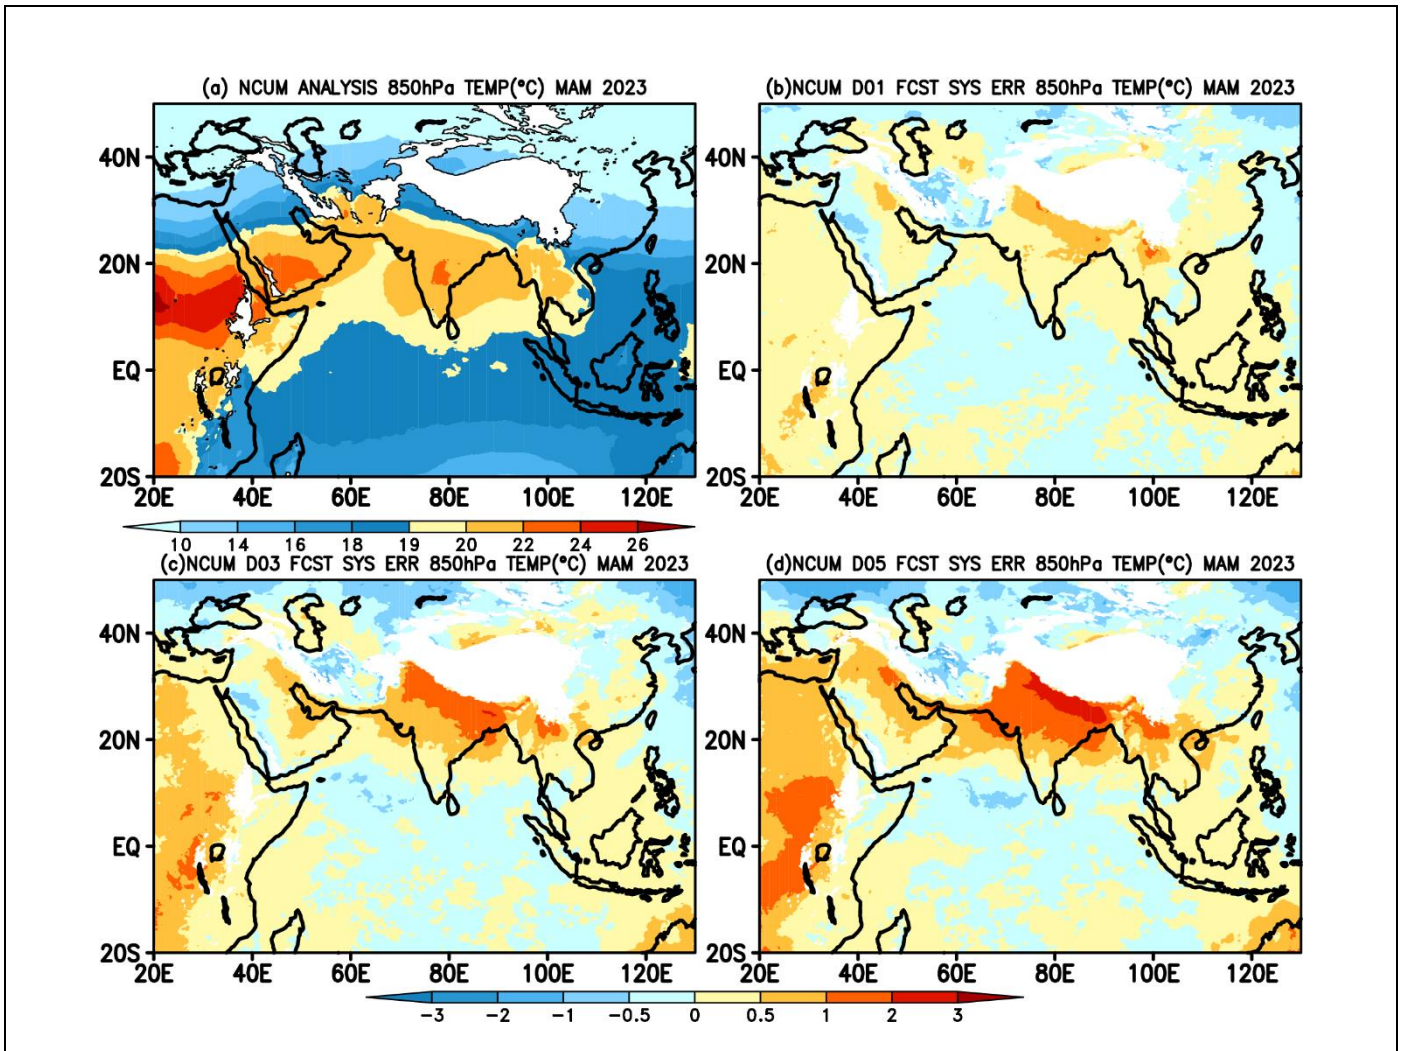 (a) NCUM ANALYSIS 850hPa TEMP(°C) MAM 2023
40N
20N
EQ
20S
20E 40E 60E 80E 100E 120E
10 14 16 18 19 20 22 24 26
(b)NCUM D01 FCST SYS ERR 850hPa TEMP(°C) MAM 2023
40N
20N
EQ
20S
20E 40E 60E 80E 100E 120E
(c)NCUM D03 FCST SYS ERR 850hPa TEMP(°C) MAM 2023
40N
20N
EQ
20S
20E 40E 60E 80E 100E 120E
(d)NCUM D05 FCST SYS ERR 850hPa TEMP(°C) MAM 2023
40N
20N
EQ
20S
20E 40E 60E 80E 100E 120E
-3 -2 -1 -0.5 0 0.5 1 2 3